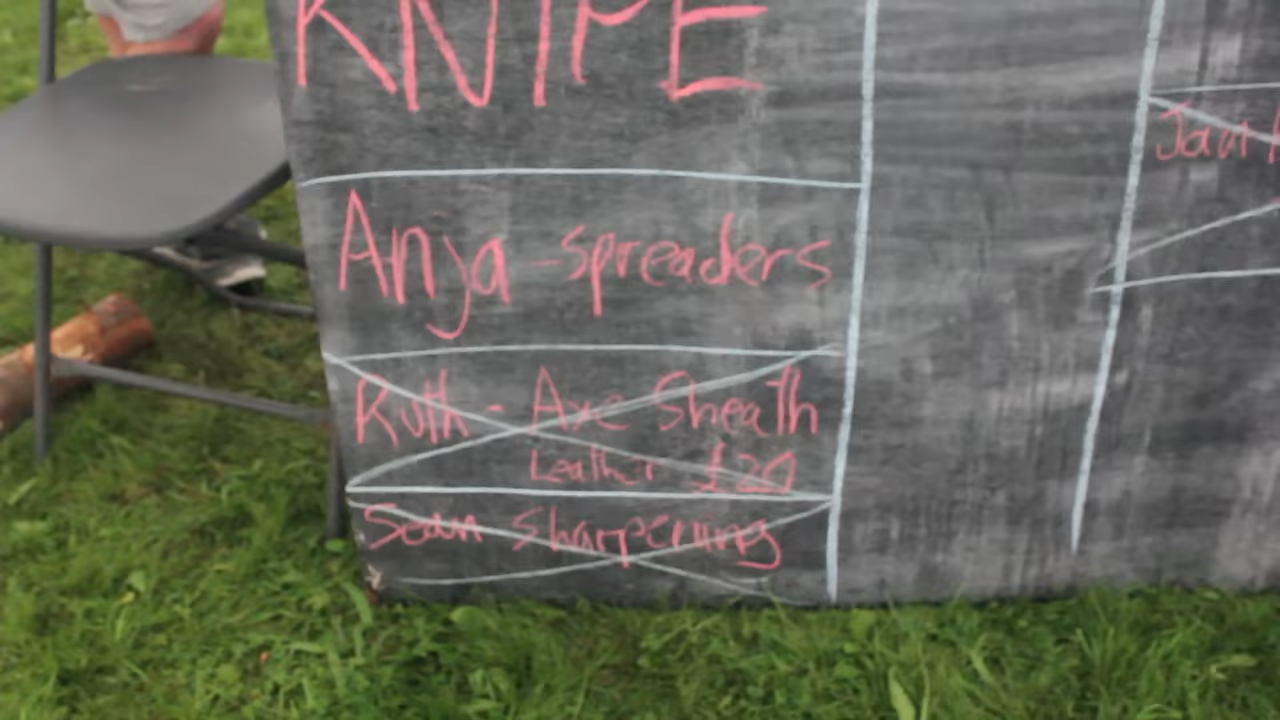 KNIFE
Anja - spreaders
Ruth - Axe Sheath
Leather £20
Sean Sharpening